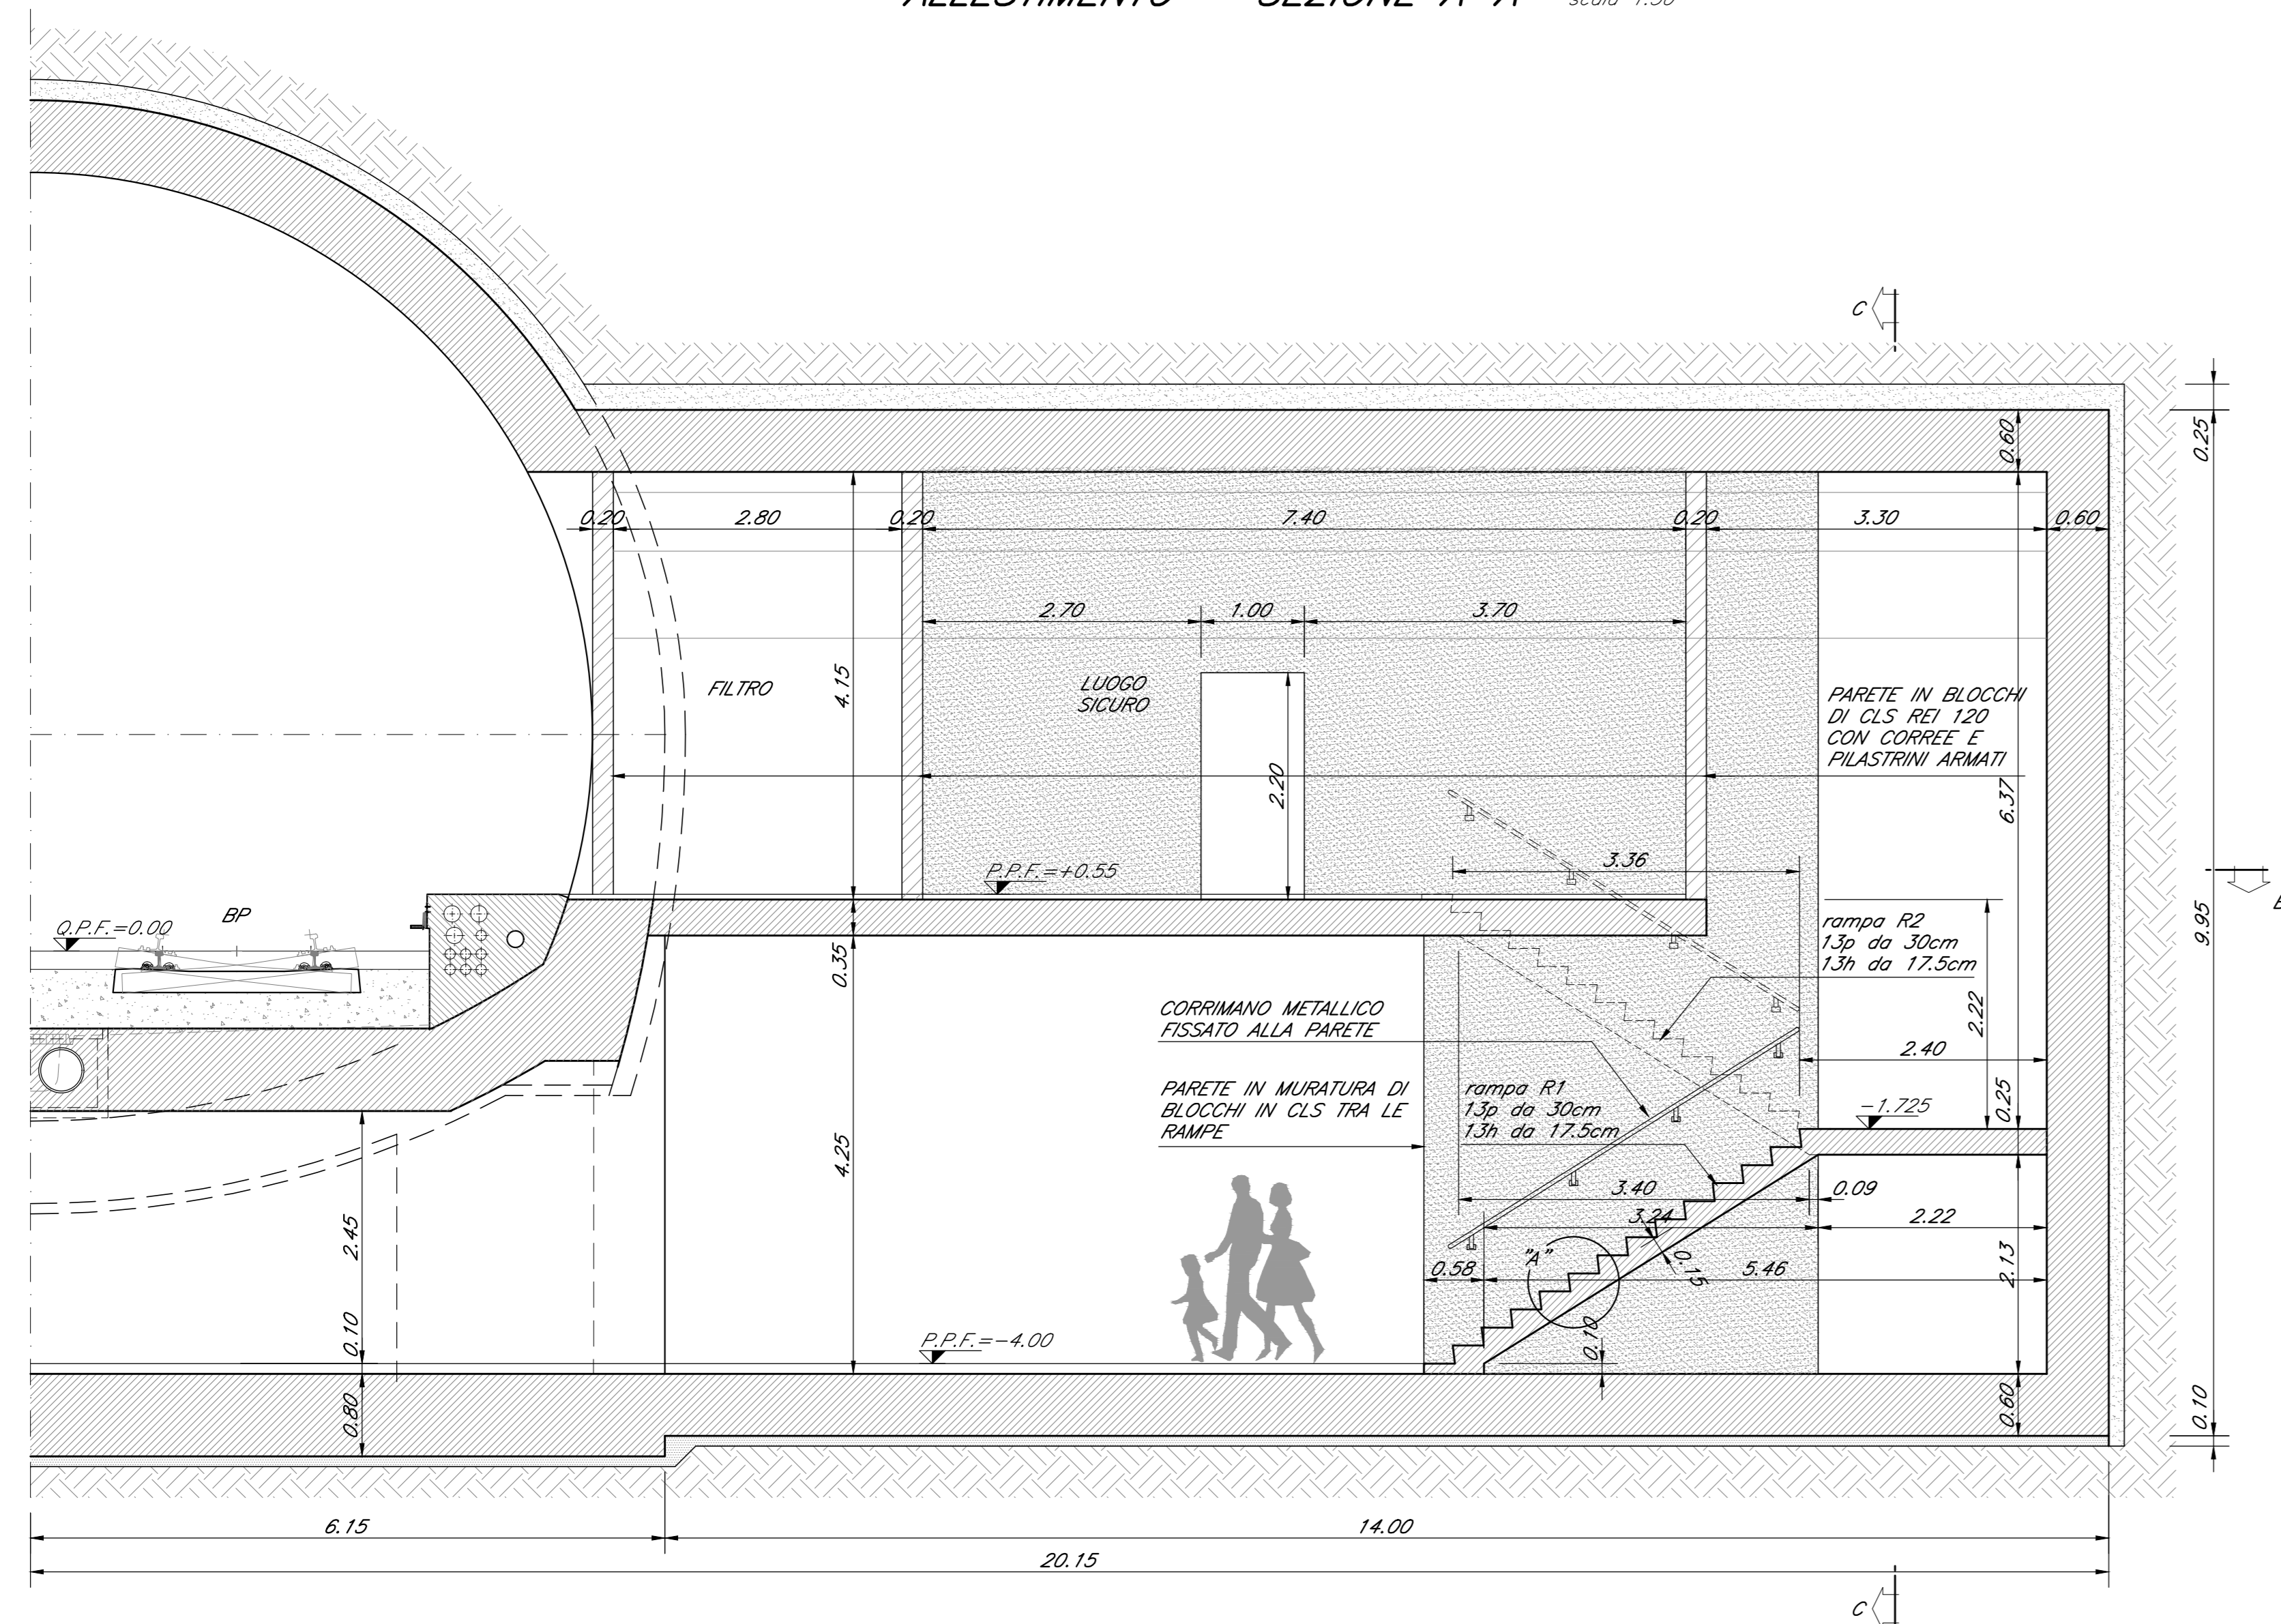 ALLESTIMENTO - SEZIONE A-A scala 1:50
C
0.60
0.25
0.20
2.80
0.20
7.40
0.20
3.30
0.60
2.70
1.00
3.70
FILTRO
4.15
LUOGO
SICURO
PARETE IN BLOCCHI
DI CLS REI 120
CON CORREE E
PILASTRINI ARMATI
2.20
6.37
3.36
P.P.F.=+0.55
Q.P.F.=0.00
BP
9.95
rampa R2
13p da 30cm
13h da 17.5cm
0.35
2.22
CORRIMANO METALLICO
FISSATO ALLA PARETE
2.40
PARETE IN MURATURA DI
BLOCCHI IN CLS TRA LE
RAMPE
rampa R1
13p da 30cm
13h da 17.5cm
-1.725
0.25
4.25
3.40
0.09
3.24
2.22
2.45
"A"
0.58
0.15
5.46
2.13
0.10
0.10
P.P.F.=-4.00
0.80
0.60
0.10
6.15
14.00
20.15
C